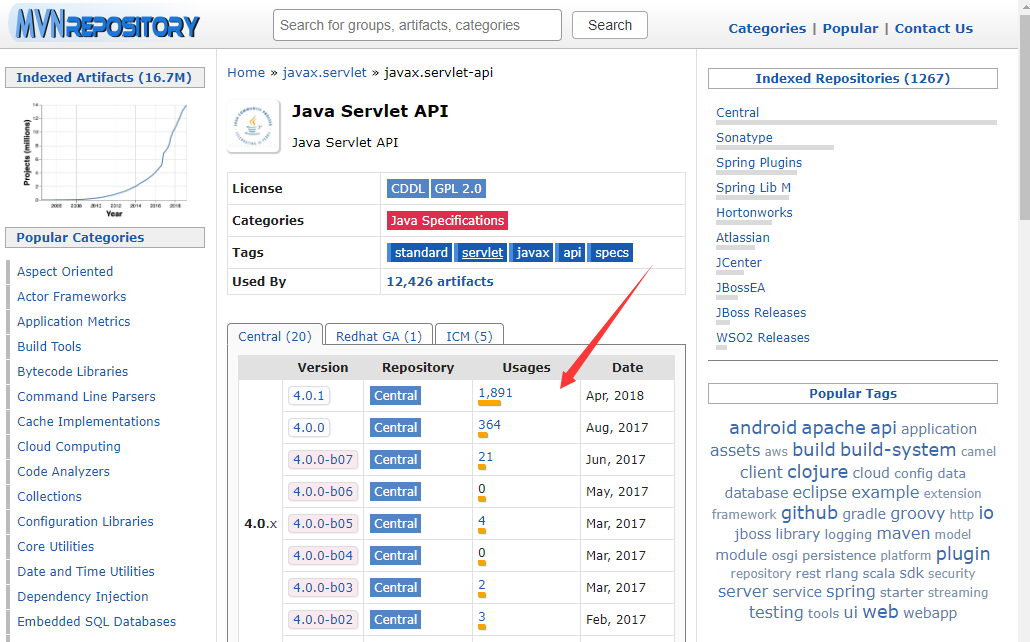 MVNREPOSITORY
Search for groups, artifacts, categories
Search
Categories | Popular | Contact Us
Indexed Artifacts (16.7M)
Projects (millions)
14
12
10
8
6
4
2
0
2006 2008 2010 2012 2014 2016 2018
Year
Popular Categories
Aspect Oriented
Actor Frameworks
Application Metrics
Build Tools
Bytecode Libraries
Command Line Parsers
Cache Implementations
Cloud Computing
Code Analyzers
Collections
Configuration Libraries
Core Utilities
Date and Time Utilities
Dependency Injection
Embedded SQL Databases
Home » javax.servlet » javax.servlet-api
Java Servlet API
Java Servlet API
License CDDL GPL 2.0
Categories Java Specifications
Tags standard servlet javax api specs
Used By 12,426 artifacts
Central (20) Redhat GA (1) ICM (5)
Version Repository Usages Date
4.0.x
4.0.1 Central 1,891 Apr, 2018
4.0.0 Central 364 Aug, 2017
4.0.0-b07 Central 21 Jun, 2017
4.0.0-b06 Central 0 May, 2017
4.0.0-b05 Central 4 Mar, 2017
4.0.0-b04 Central 0 Mar, 2017
4.0.0-b03 Central 2 Mar, 2017
4.0.0-b02 Central 3 Feb, 2017
Indexed Repositories (1267)
Central
Sonatype
Spring Plugins
Spring Lib M
Hortonworks
Atlassian
JCenter
JBossEA
JBoss Releases
WSO2 Releases
Popular Tags
android apache api application
assets aws build build-system camel
client clojure cloud config data
database eclipse example extension
framework github gradle groovy http io
jboss library logging maven model
module osgi persistence platform plugin
repository rest rlang scala sdk security
server service spring starter streaming
testing tools ui web webapp